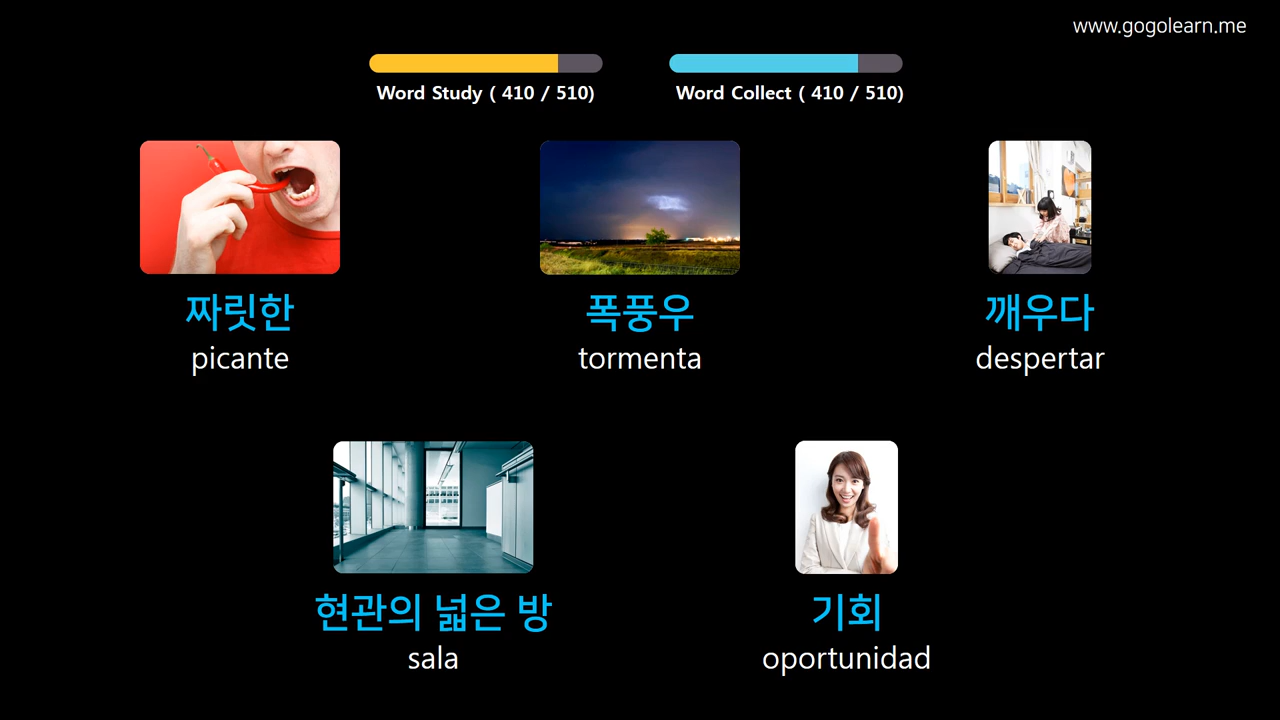 www.gogolearn.me
Word Study ( 410 / 510)
Word Collect ( 410 / 510)
짜릿한
picante
폭풍우
tormenta
깨우다
despertar
현관의 넓은 방
sala
기회
oportunidad